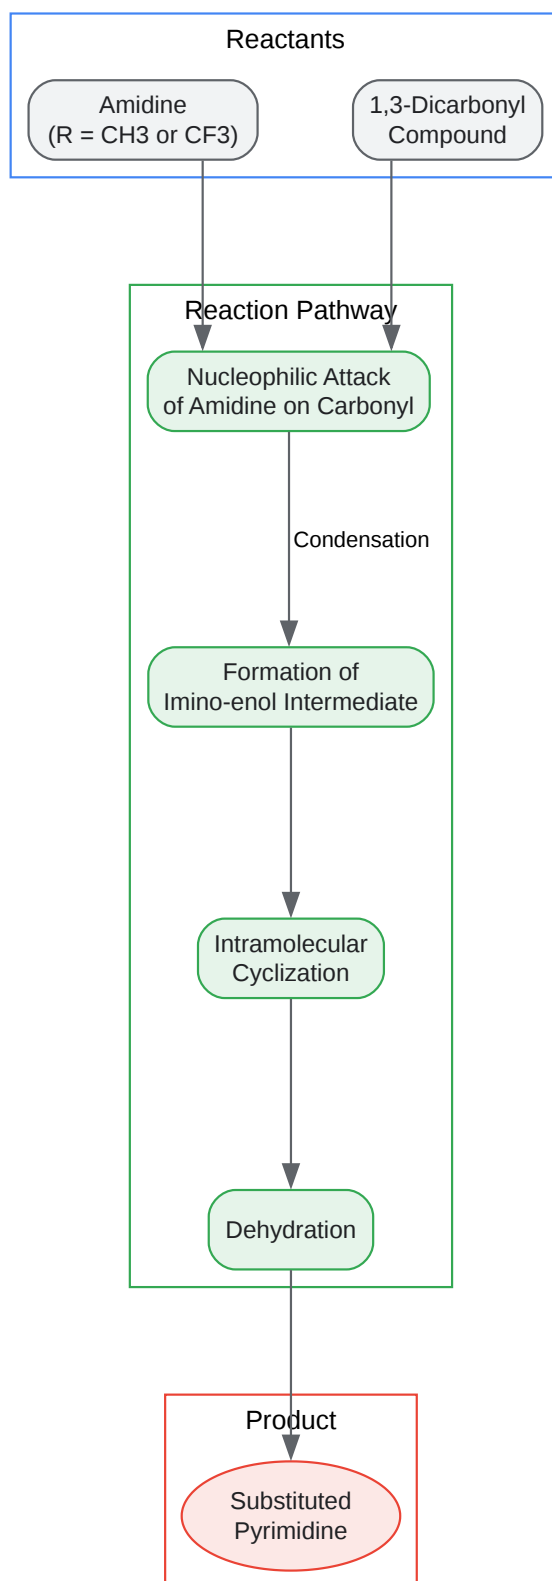 Reactants
Amidine
(R = CH3 or CF3)
1,3-Dicarbonyl
Compound
Reaction Pathway
Nucleophilic Attack
of Amidine on Carbonyl
Condensation
Formation of
Imino-enol Intermediate
Intramolecular
Cyclization
Dehydration
Product
Substituted
Pyrimidine